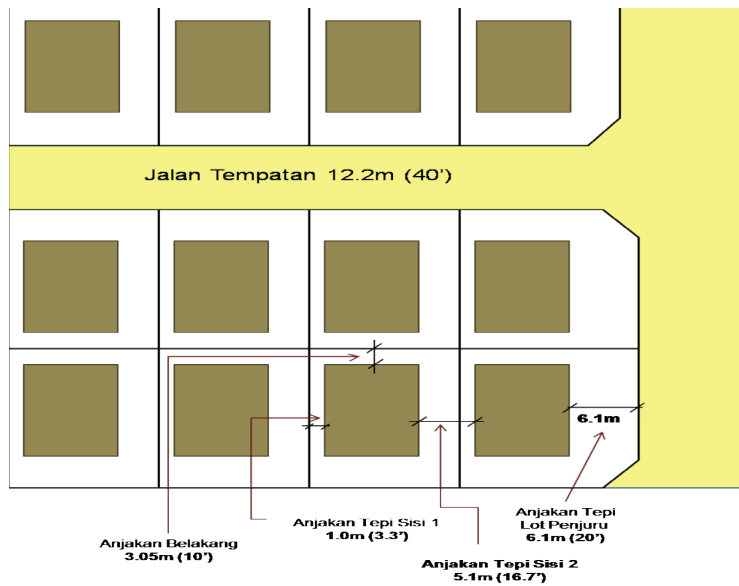 Jalan Tempatan 12.2m (40')
6.1m
Anjakan Belakang
3.05m (10')
Anjakan Tepi Sisi 1
1.0m (3.3')
Anjakan Tepi Sisi 2
5.1m (16.7')
Anjakan Tepi
Lot Penjuru
6.1m (20')